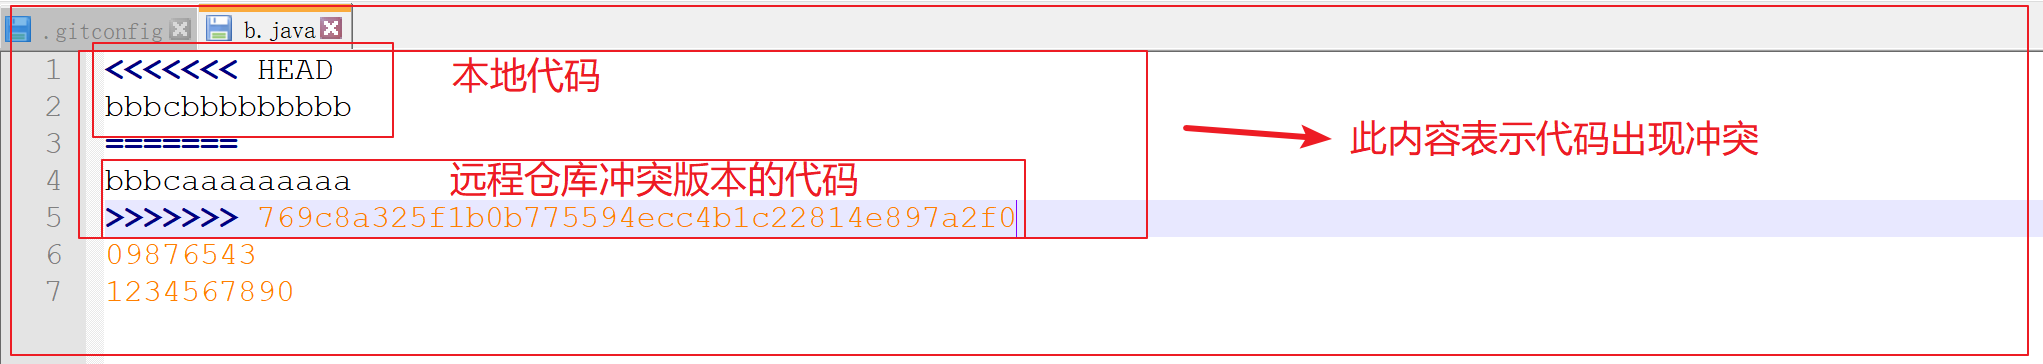 .gitconfig b.java
1 <<<<<<< HEAD 本地代码
2 bbbcbbbbbbbbb
3 ======= 此内容表示代码出现冲突
4 bbbcaaaaaaaaa 远程仓库冲突版本的代码
5 >>>>>>> 769c8a325f1b0b775594ecc4b1c22814e897a2f0
6 09876543
7 1234567890